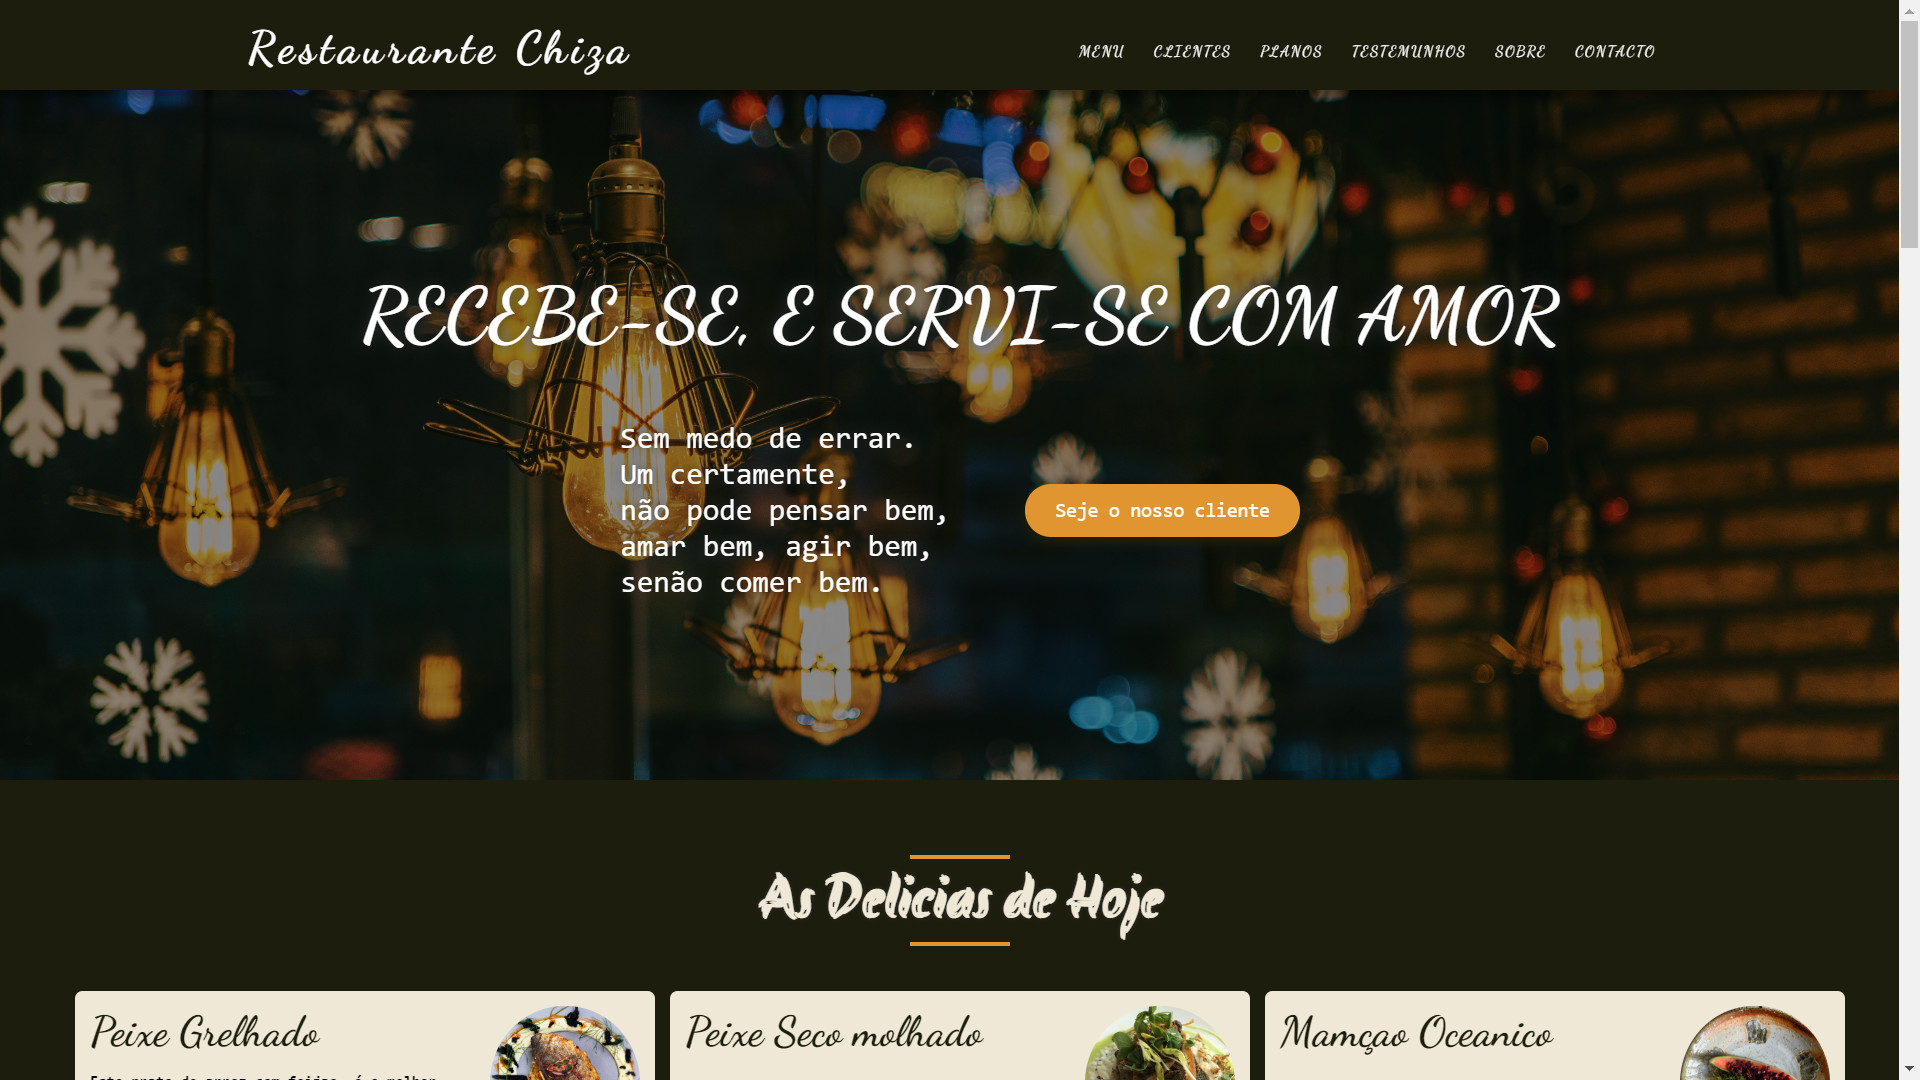 Restaurante Chiza
MENU CLIENTES PLANOS TESTEMUNHOS SOBRE CONTACTO
RECEBE-SE, E SERVI-SE COM AMOR
Sem medo de errar.
Um certamente,
não pode pensar bem,
amar bem, agir bem,
senão comer bem.
Seje o nosso cliente
As Delicias de Hoje
Peixe Grelhado
Peixe Seco molhado
Mamçao Oceanico